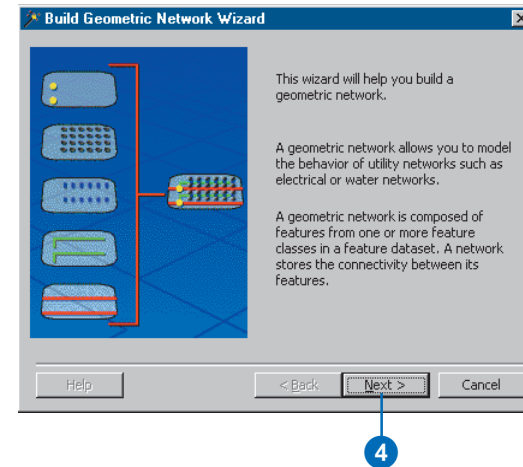 Build Geometric Network Wizard
This wizard will help you build a
geometric network.
A geometric network allows you to model
the behavior of utility networks such as
electrical or water networks.
A geometric network is composed of
features from one or more feature
classes in a feature dataset. A network
stores the connectivity between its
features.
Help
< Back
Next >
Cancel
4